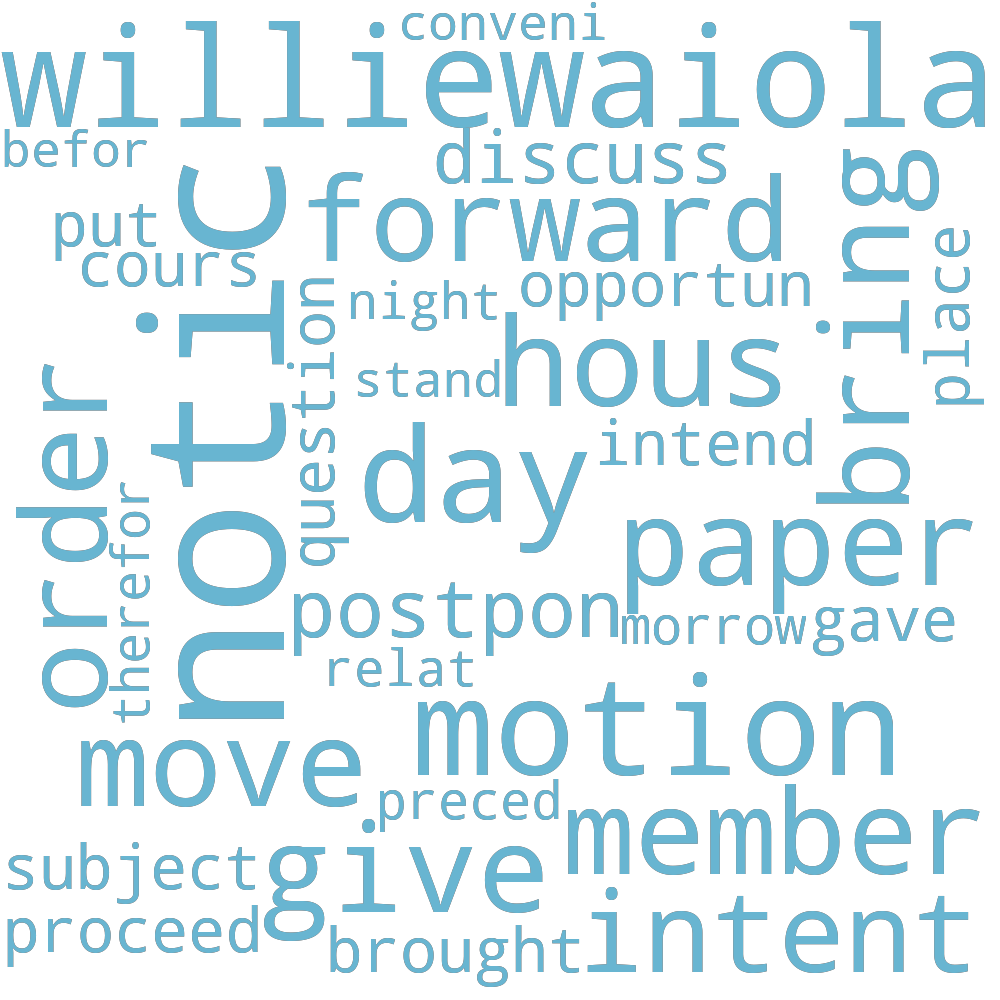 conveni
williewaiola
befor
discuss
notic
forward
bring
put
cours
place
opportun
night
question
hous
stand
order
day
intend
therefor
paper
postpon
morrow
gave
relat
motion
move
preced
member
subject
give
intent
proceed
brought